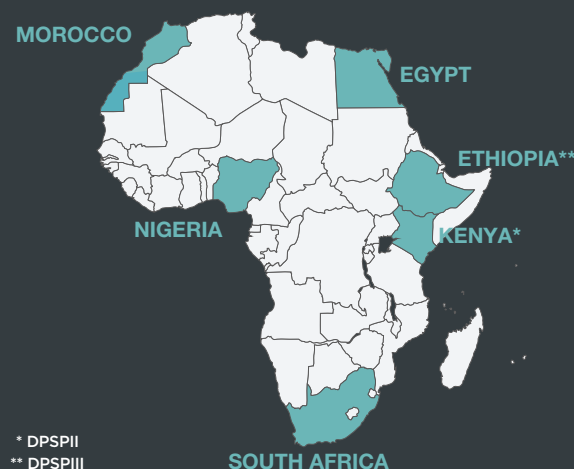 MOROCCO
EGYPT
ETHIOPIA**
NIGERIA
KENYA*
* DPSPII
** DPSPIII
SOUTH AFRICA